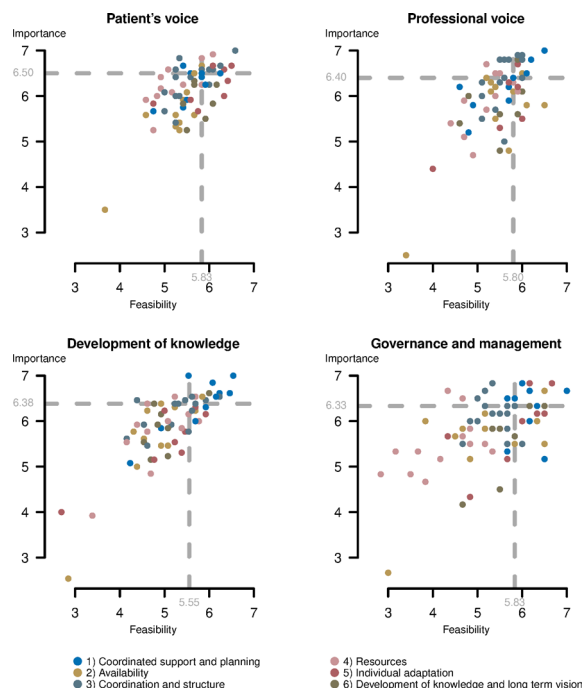 Patient's voice
Professional voice
Importance
Importance
7
6.50
6
5
4
3
7
6.40
6
5
4
3
5.83
5.80
3 4 5 6 7
3 4 5 6 7
Feasibility
Feasibility
Development of knowledge
Governance and management
Importance
Importance
7
6.38
6
5
4
3
7
6.33
6
5
4
3
5.55
5.83
3 4 5 6 7
3 4 5 6 7
Feasibility
Feasibility
1) Coordinated support and planning
2) Availability
3) Coordination and structure
4) Resources
5) Individual adaptation
6) Development of knowledge and long term vision